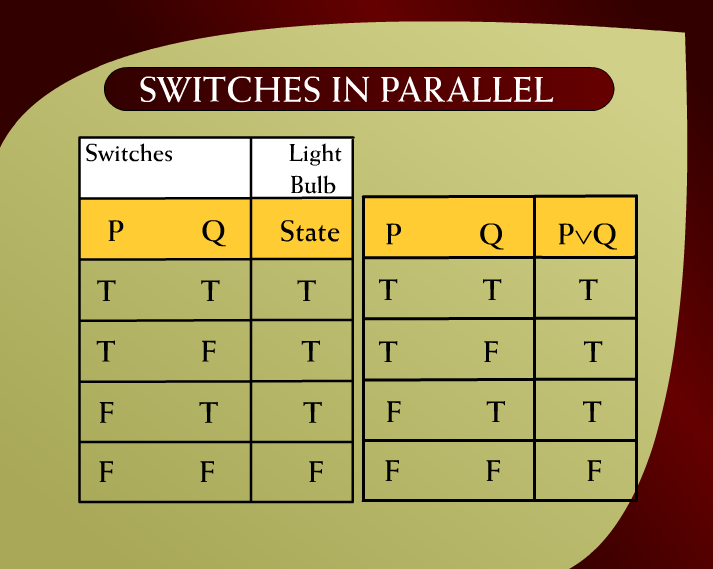 SWITCHES IN PARALLEL
Switches Light
Bulb
P Q State
T T T
T F T
F T T
F F F
P Q P∨Q
T T T
T F T
F T T
F F F